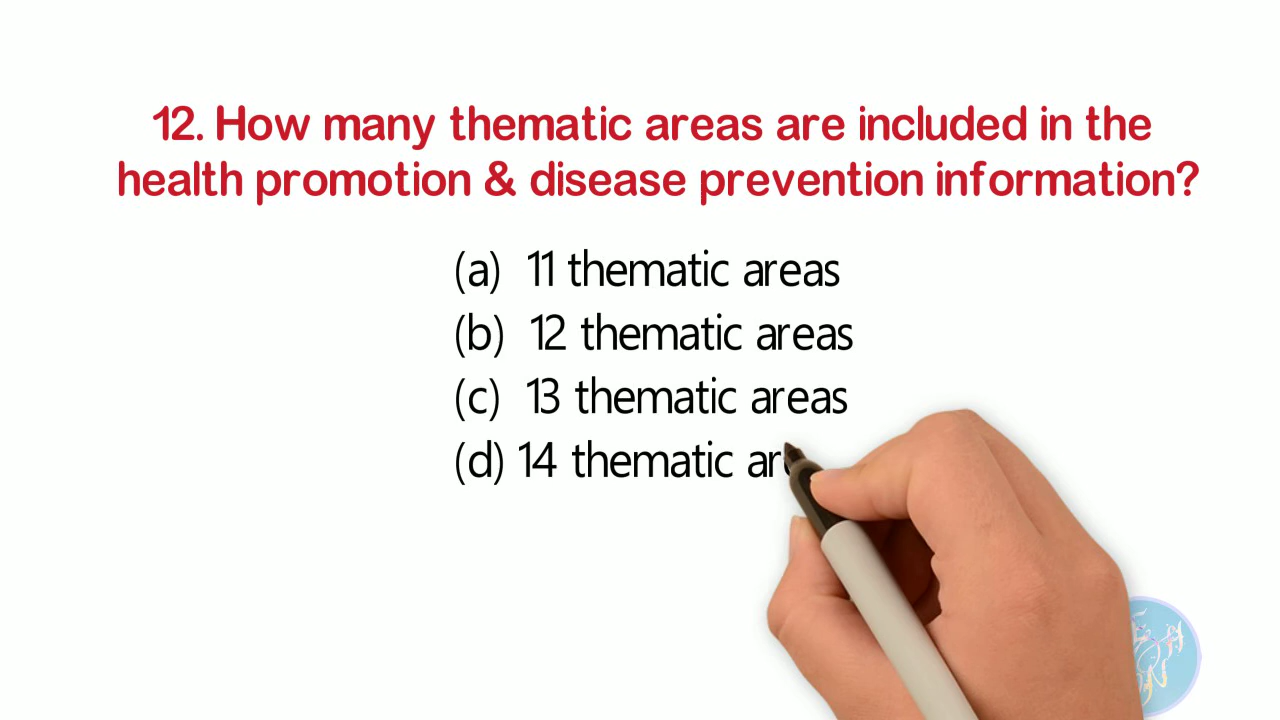 12. How many thematic areas are included in the
health promotion & disease prevention information?
(a) 11 thematic areas
(b) 12 thematic areas
(c) 13 thematic areas
(d) 14 thematic